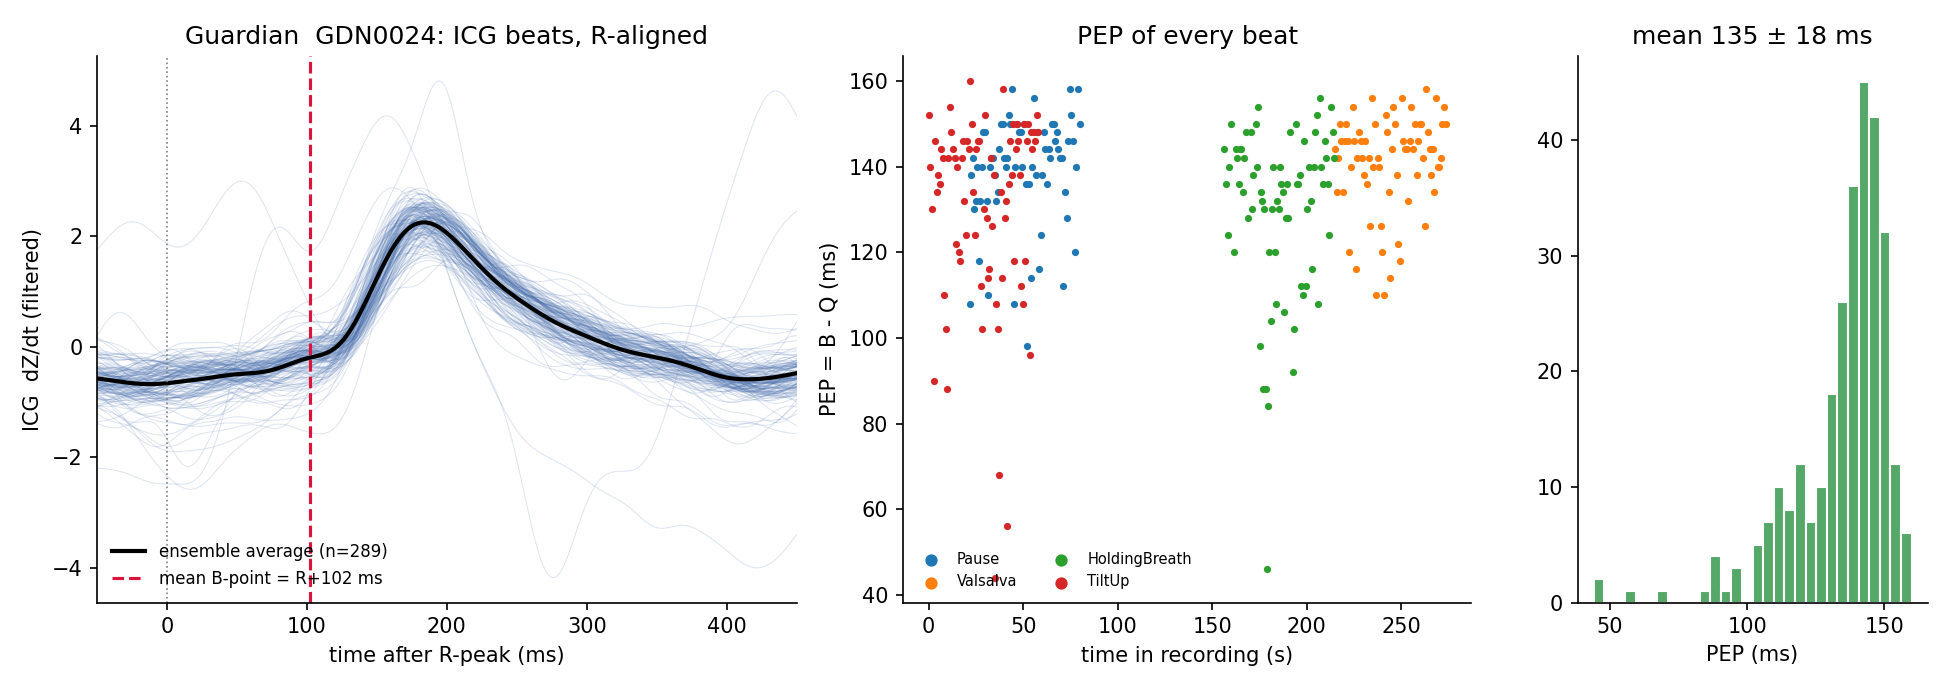 Guardian  GDN0024: ICG beats, R-aligned
ICG  dZ/dt (filtered)
4
2
0
−2
−4
ensemble average (n=289)
mean B-point = R+102 ms
0
100
200
300
400
time after R-peak (ms)
PEP of every beat
PEP = B - Q (ms)
160
140
120
100
80
60
40
Pause
Valsalva
HoldingBreath
TiltUp
0
50
100
150
200
250
time in recording (s)
mean 135 ± 18 ms
40
30
20
10
0
50
100
150
PEP (ms)